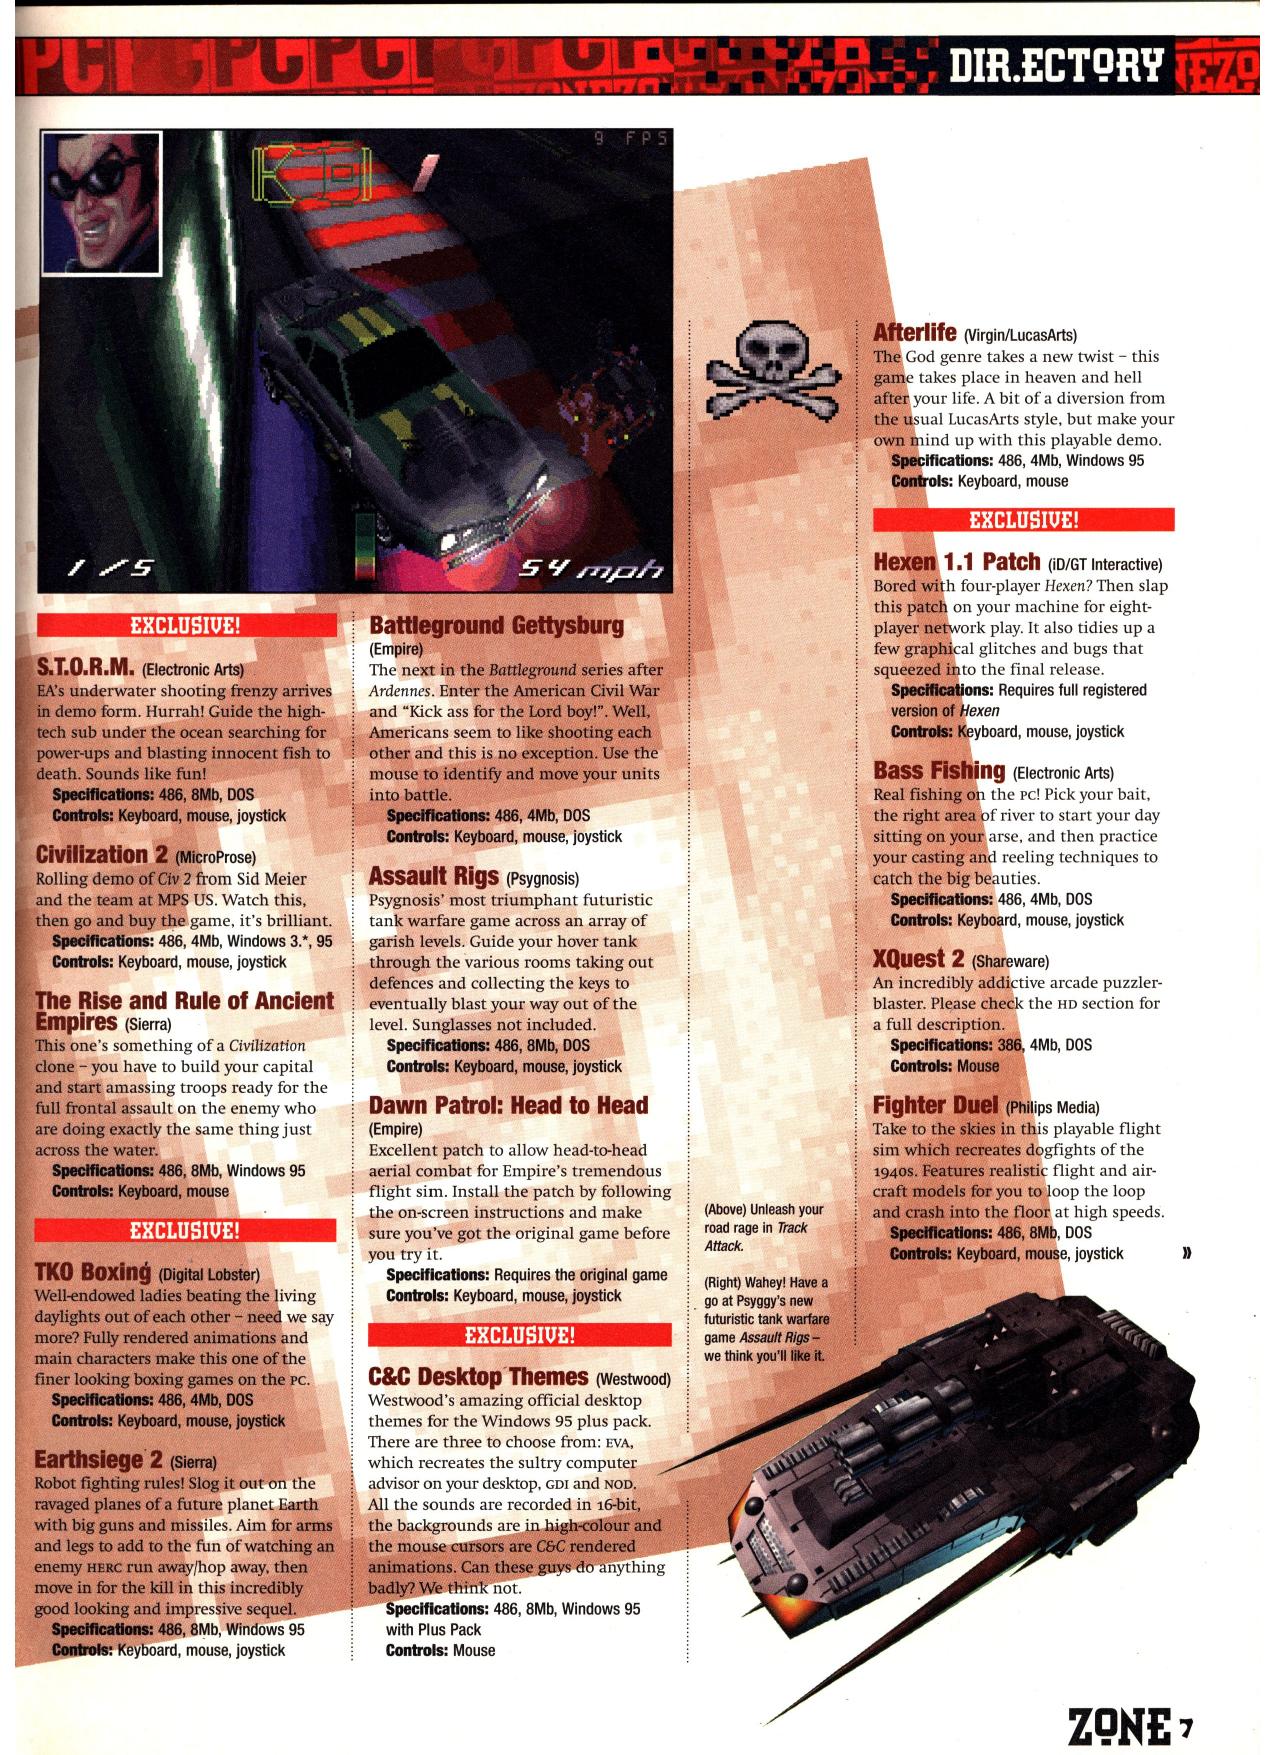 DIR.ECTORY
9 FPS
1/5
54 mph
EXCLUSIVE!
S.T.O.R.M. (Electronic Arts)
EA's underwater shooting frenzy arrives
in demo form. Hurrah! Guide the high-
tech sub under the ocean searching for
power-ups and blasting innocent fish to
death. Sounds like fun!
Specifications: 486, 8Mb, DOS
Controls: Keyboard, mouse, joystick
Civilization 2 (MicroProse)
Rolling demo of Civ 2 from Sid Meier
and the team at MPS US. Watch this,
then go and buy the game, it's brilliant.
Specifications: 486, 4Mb, Windows 3.*, 95
Controls: Keyboard, mouse, joystick
The Rise and Rule of Ancient
Empires (Sierra)
This one's something of a Civilization
clone – you have to build your capital
and start amassing troops ready for the
full frontal assault on the enemy who
are doing exactly the same thing just
across the water.
Specifications: 486, 8Mb, Windows 95
Controls: Keyboard, mouse
EXCLUSIVE!
TKO Boxing (Digital Lobster)
Well-endowed ladies beating the living
daylights out of each other – need we say
more? Fully rendered animations and
main characters make this one of the
finer looking boxing games on the PC.
Specifications: 486, 4Mb, DOS
Controls: Keyboard, mouse, joystick
Earthsiege 2 (Sierra)
Robot fighting rules! Slog it out on the
ravaged planes of a future planet Earth
with big guns and missiles. Aim for arms
and legs to add to the fun of watching an
enemy HERC run away/hop away, then
move in for the kill in this incredibly
good looking and impressive sequel.
Specifications: 486, 8Mb, Windows 95
Controls: Keyboard, mouse, joystick
Battleground Gettysburg
(Empire)
The next in the Battleground series after
Ardennes. Enter the American Civil War
and "Kick ass for the Lord boy!". Well,
Americans seem to like shooting each
other and this is no exception. Use the
mouse to identify and move your units
into battle.
Specifications: 486, 4Mb, DOS
Controls: Keyboard, mouse, joystick
Assault Rigs (Psygnosis)
Psygnosis' most triumphant futuristic
tank warfare game across an array of
garish levels. Guide your hover tank
through the various rooms taking out
defences and collecting the keys to
eventually blast your way out of the
level. Sunglasses not included.
Specifications: 486, 8Mb, DOS
Controls: Keyboard, mouse, joystick
Dawn Patrol: Head to Head
(Empire)
Excellent patch to allow head-to-head
aerial combat for Empire's tremendous
flight sim. Install the patch by following
the on-screen instructions and make
sure you've got the original game before
you try it.
Specifications: Requires the original game
Controls: Keyboard, mouse, joystick
EXCLUSIVE!
C&C Desktop Themes (Westwood)
Westwood's amazing official desktop
themes for the Windows 95 plus pack.
There are three to choose from: EVA,
which recreates the sultry computer
advisor on your desktop, GDI and NOD.
All the sounds are recorded in 16-bit,
the backgrounds are in high-colour and
the mouse cursors are C&C rendered
animations. Can these guys do anything
badly? We think not.
Specifications: 486, 8Mb, Windows 95
with Plus Pack
Controls: Mouse
(Above) Unleash your
road rage in Track
Attack.
(Right) Wahey! Have a
go at Psyggy's new
futuristic tank warfare
game Assault Rigs –
we think you'll like it.
Afterlife (Virgin/LucasArts)
The God genre takes a new twist – this
game takes place in heaven and hell
after your life. A bit of a diversion from
the usual LucasArts style, but make your
own mind up with this playable demo.
Specifications: 486, 4Mb, Windows 95
Controls: Keyboard, mouse
EXCLUSIVE!
Hexen 1.1 Patch (iD/GT Interactive)
Bored with four-player Hexen? Then slap
this patch on your machine for eight-
player network play. It also tidies up a
few graphical glitches and bugs that
squeezed into the final release.
Specifications: Requires full registered
version of Hexen
Controls: Keyboard, mouse, joystick
Bass Fishing (Electronic Arts)
Real fishing on the PC! Pick your bait,
the right area of river to start your day
sitting on your arse, and then practice
your casting and reeling techniques to
catch the big beauties.
Specifications: 486, 4Mb, DOS
Controls: Keyboard, mouse, joystick
XQuest 2 (Shareware)
An incredibly addictive arcade puzzler-
blaster. Please check the HD section for
a full description.
Specifications: 386, 4Mb, DOS
Controls: Mouse
Fighter Duel (Philips Media)
Take to the skies in this playable flight
sim which recreates dogfights of the
1940s. Features realistic flight and air-
craft models for you to loop the loop
and crash into the floor at high speeds.
Specifications: 486, 8Mb, DOS
Controls: Keyboard, mouse, joystick »
ZONE 7